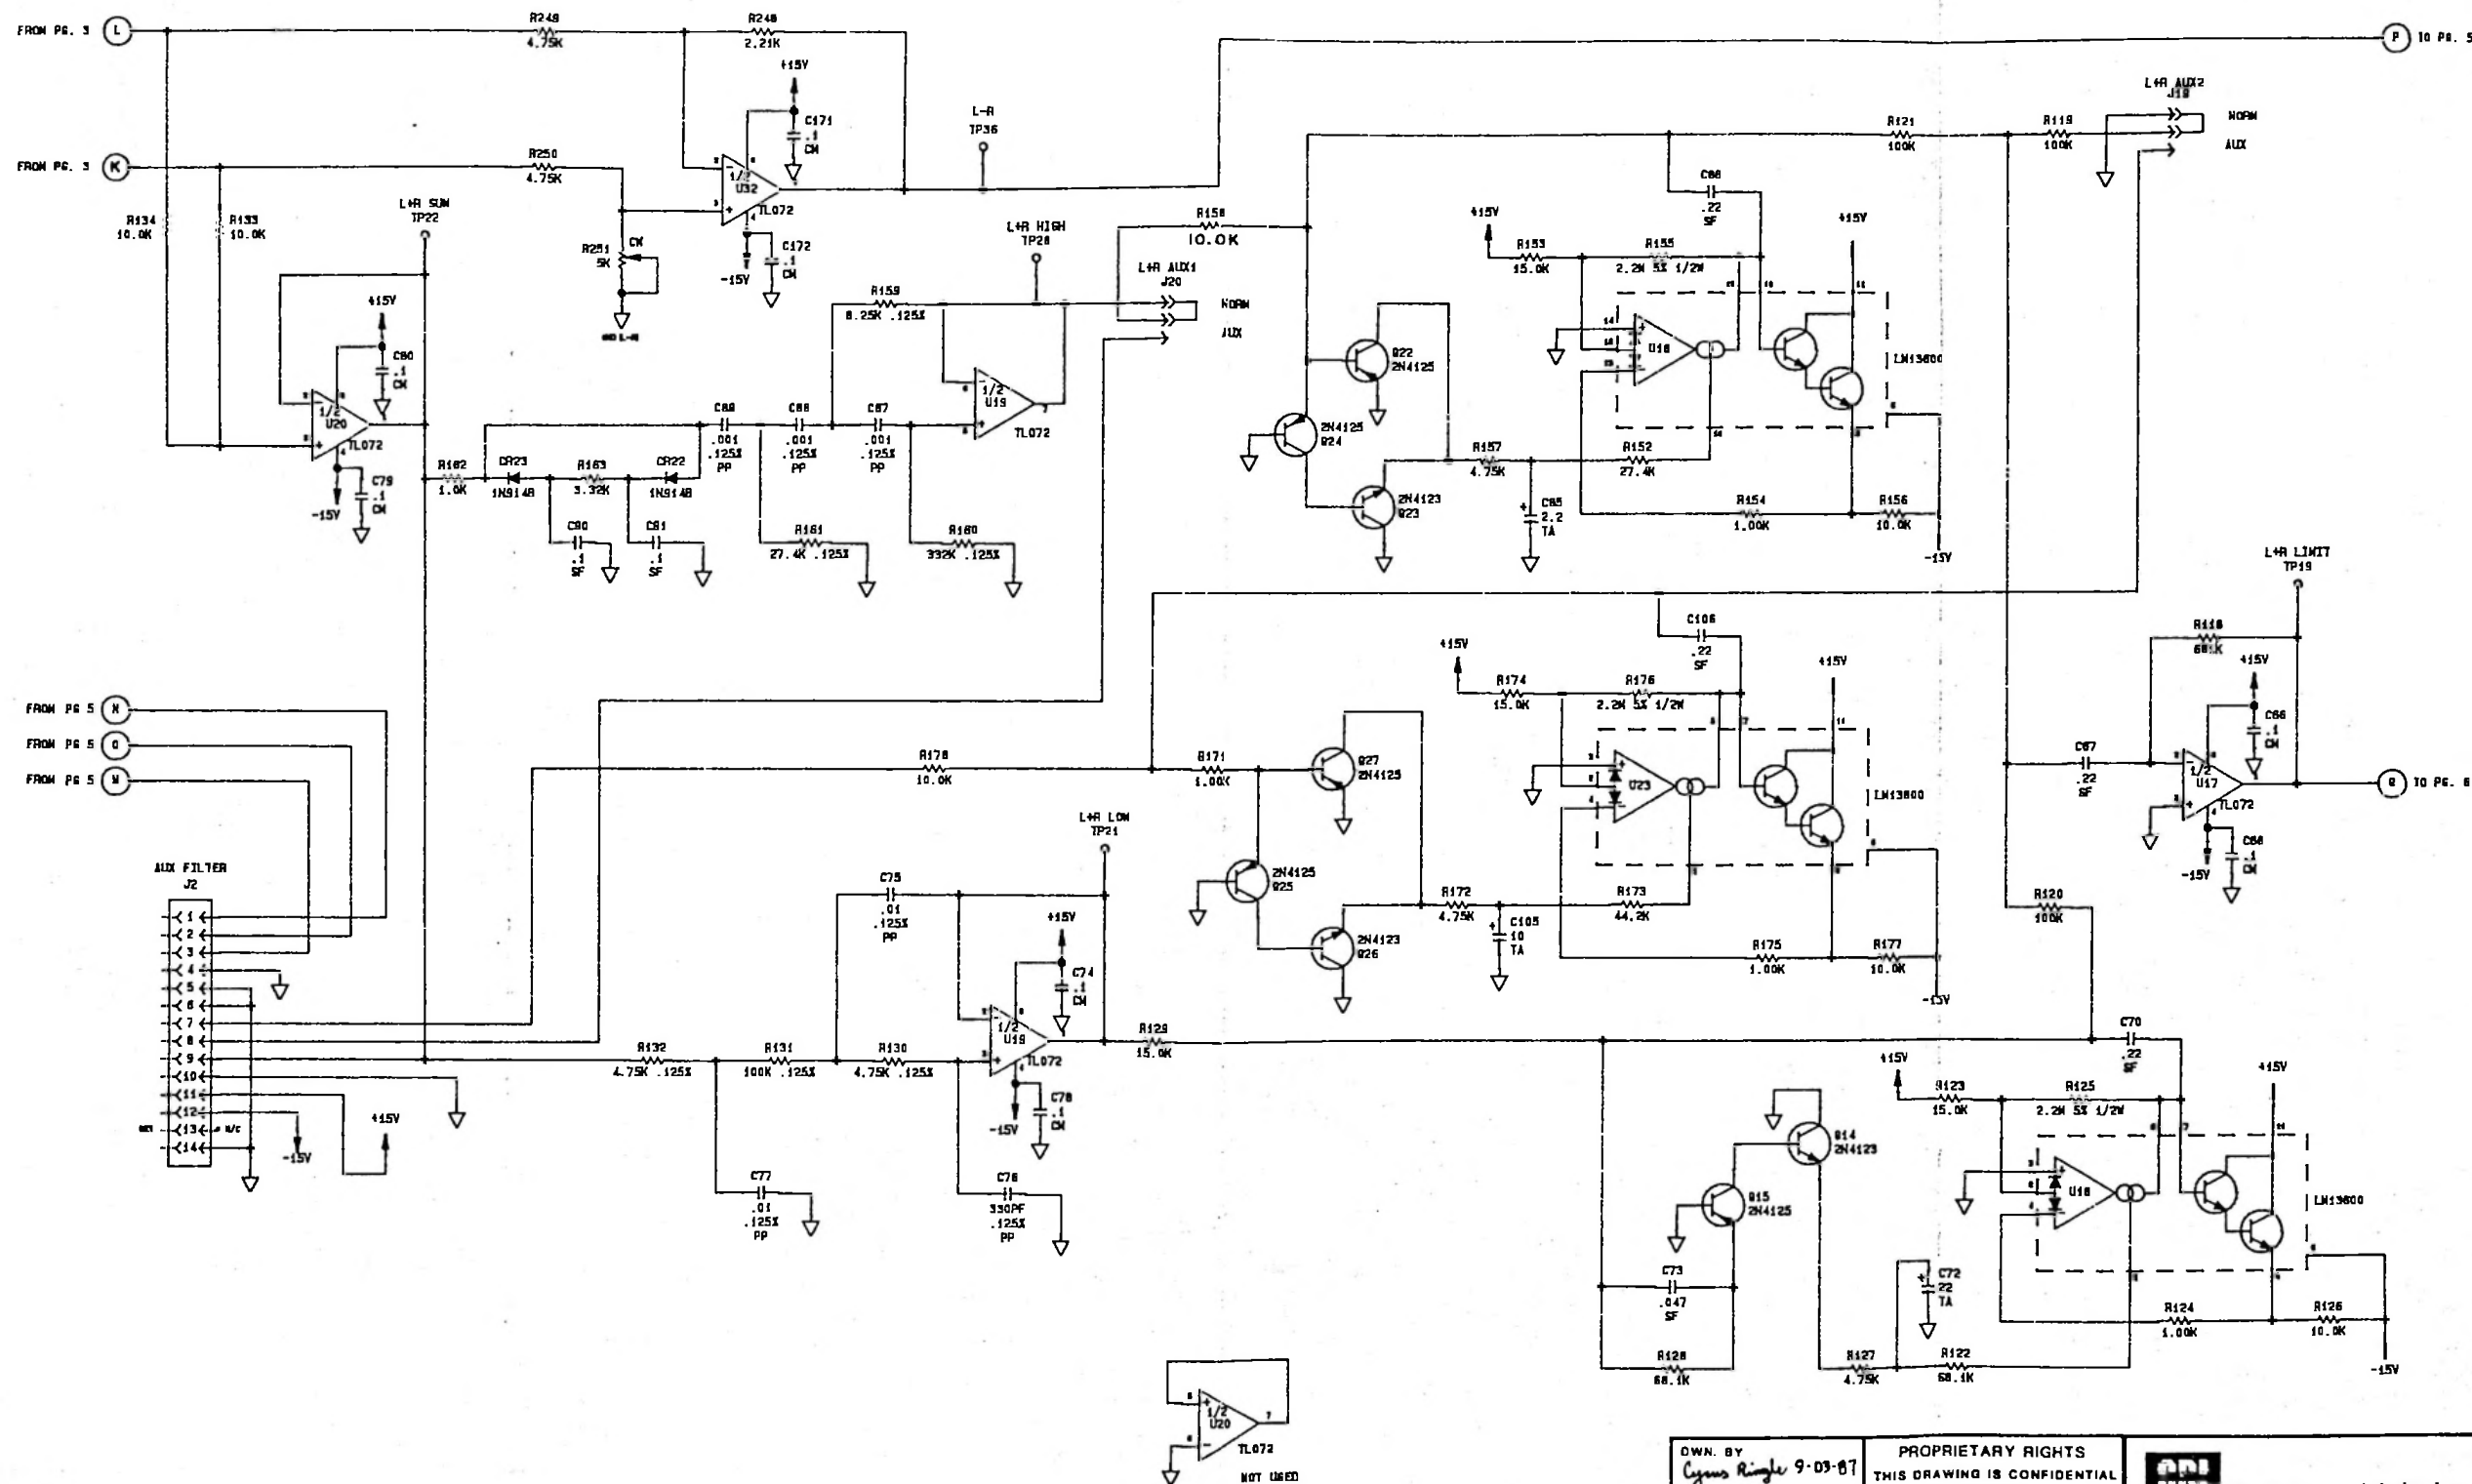 FROM PG. 3 L
R249
4.75K
R248
2.21K
+15V
C171
.1
CM
L-R
TP36
P TO PG. 5
L+R AUX2
NORM
AUX
R121
100K
R119
100K
FROM PG. 3 K
R250
4.75K
1/2
U32
TL072
R134
10.0K
R133
10.0K
L+R SUM
TP22
R251
5K
CW
-15V
C172
.1
CM
L+R HIGH
TP28
R158
10.0K
L+R AUX1
J20
NORM
AUX
R159
8.25K .125%
+15V
R153
15.0K
R155
2.2M 5% 1/2W
.22
SF
+15V
LM13600
+15V
C80
.1
CM
1/2
U20
TL072
C79
.1
CM
-15V
R162
1.0K
CR23
1N914B
R163
3.32K
CR22
1N914B
.001
.125%
PP
.001
.125%
PP
.001
.125%
PP
1/2
U19
TL072
C90
.1
SF
C91
.1
SF
R161
27.4K .125%
R160
332K .125%
Q22
2N4125
2N4125
Q24
2N4123
Q23
R157
4.75K
2.2
TA
R152
27.4K
R154
1.00K
R156
10.0K
-15V
L+R LIMIT
TP19
R118
+15V
C66
.1
CM
C67
.22
SF
1/2
U17
TL072
-15V
C68
.1
CM
TO PG. 6
C106
.22
SF
+15V
R174
15.0K
R176
2.2M 5% 1/2W
+15V
U23
LM13600
FROM PG 5 N
FROM PG 5 O
FROM PG 5 M
R178
10.0K
R171
1.00K
Q27
2N4125
2N4125
Q25
2N4123
Q26
R172
4.75K
C105
10
TA
R173
44.2K
R175
1.00K
R177
10.0K
-15V
R120
100K
AUX FILTER
J2
1
2
3
4
5
6
7
8
9
10
11
12
13 N/C
14
+15V
-15V
L+R LOW
TP21
C75
.01
.125%
PP
+15V
C74
.1
CM
1/2
U19
TL072
-15V
C78
.1
CM
R132
4.75K .125%
R131
100K .125%
R130
4.75K .125%
R129
15.0K
C77
.01
.125%
PP
C76
330PF
.125%
PP
C70
.22
SF
+15V
R123
15.0K
R125
2.2M 5% 1/2W
+15V
LM13600
Q14
2N4123
Q15
2N4125
C73
.047
SF
C72
22
TA
R124
1.00K
R126
10.0K
-15V
R128
68.1K
R127
4.75K
R122
68.1K
1/2
U20
TL072
NOT USED
DWN. BY
Cyrus Ringle 9-03-87
PROPRIETARY RIGHTS
THIS DRAWING IS CONFIDENTIAL